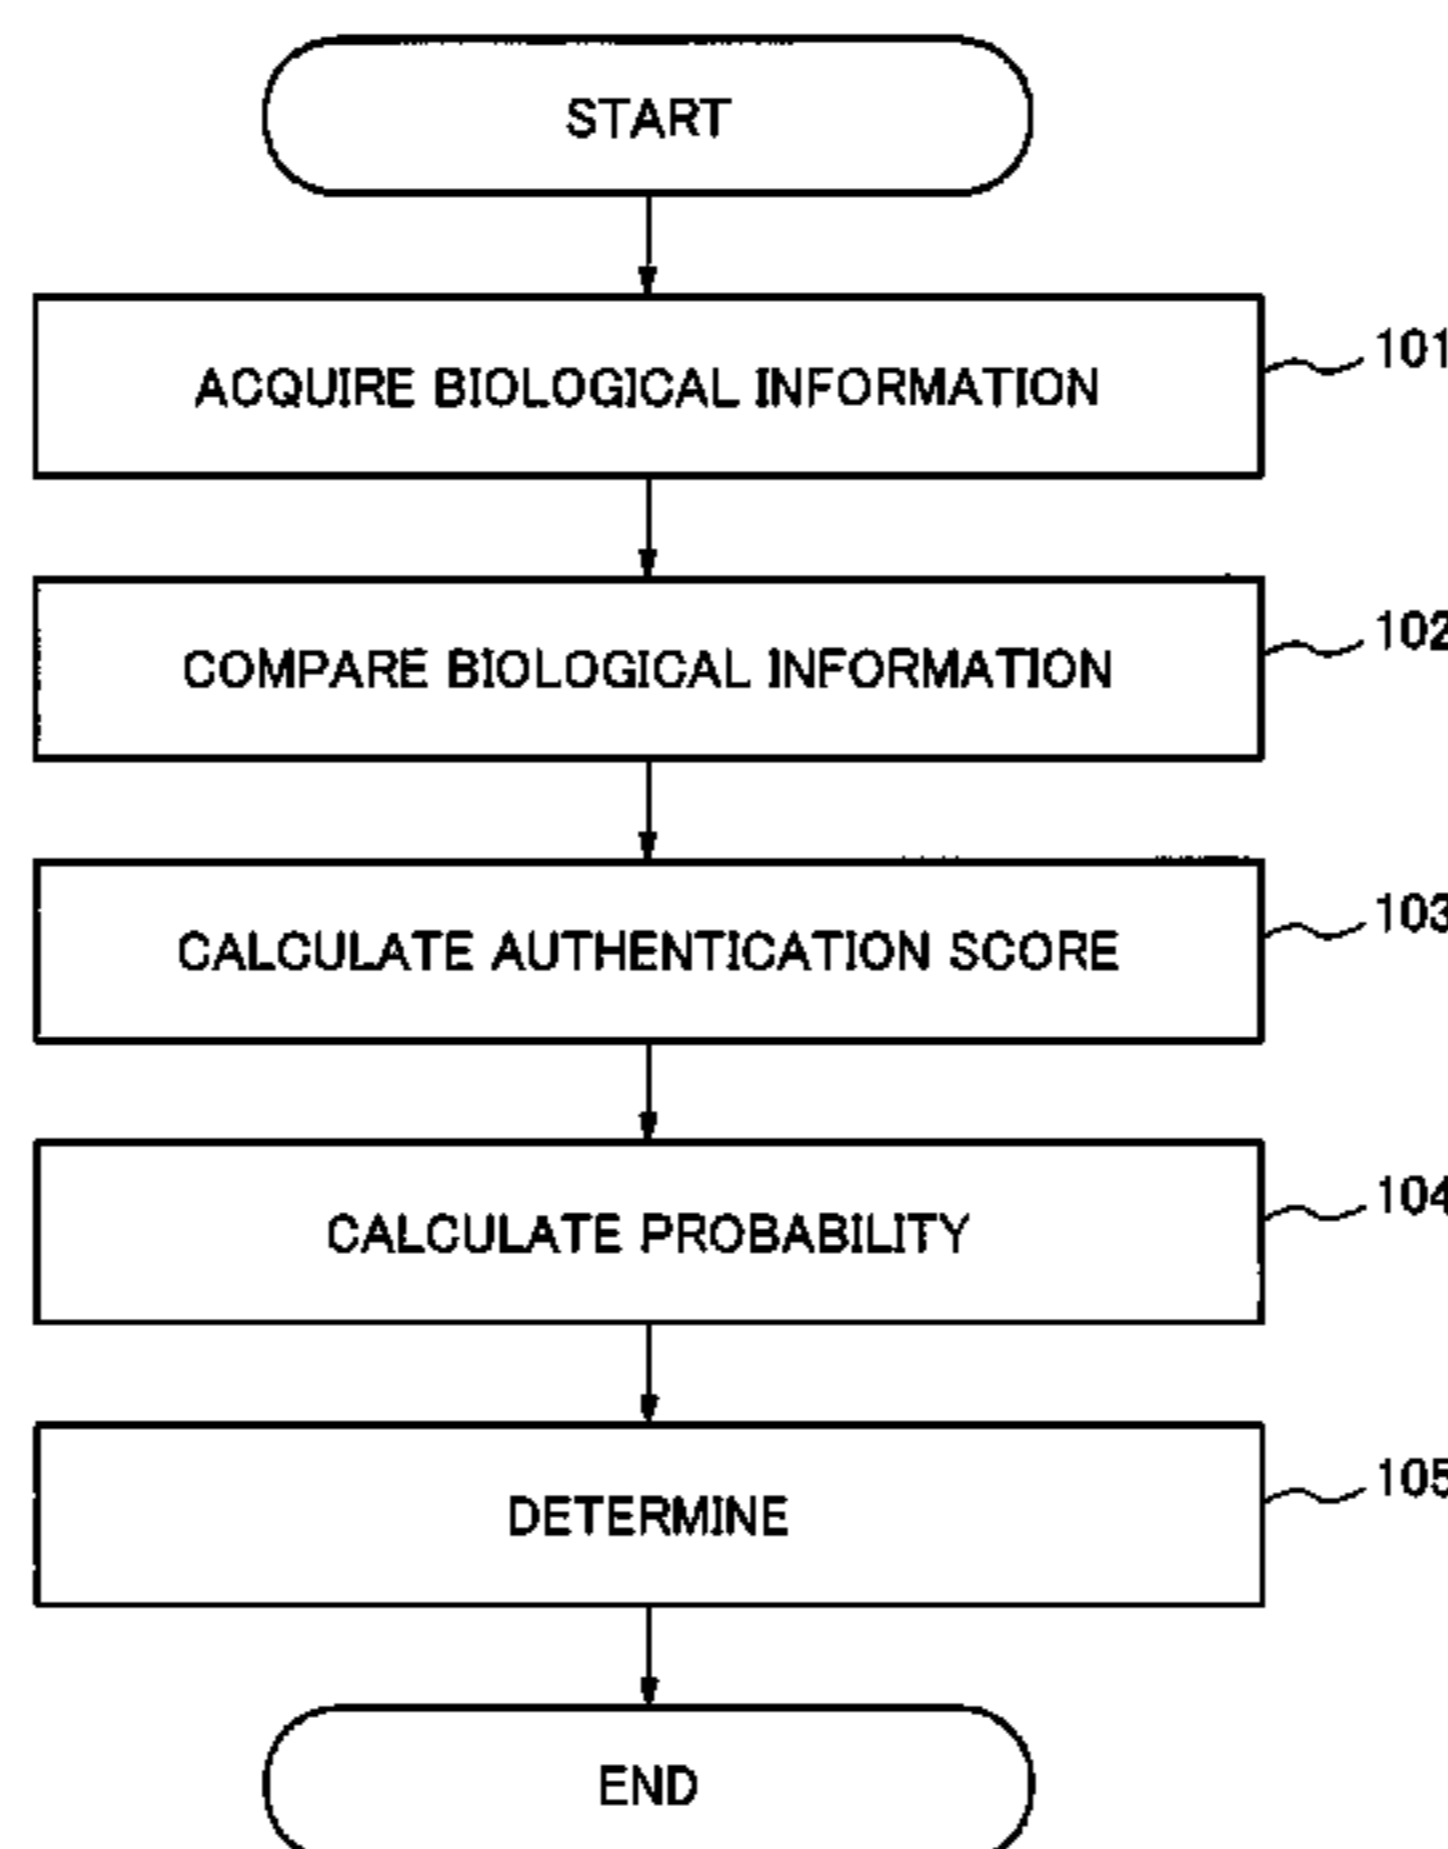 START
ACQUIRE BIOLOGICAL INFORMATION
101
COMPARE BIOLOGICAL INFORMATION
102
CALCULATE AUTHENTICATION SCORE
103
CALCULATE PROBABILITY
104
DETERMINE
105
END